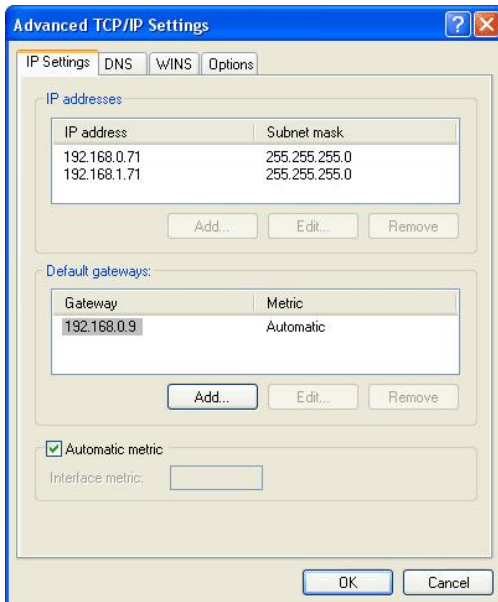 Advanced TCP/IP Settings
IP Settings DNS WINS Options
IP addresses
IP address Subnet mask
192.168.0.71 255.255.255.0
192.168.1.71 255.255.255.0
Add... Edit... Remove
Default gateways:
Gateway Metric
192.168.0.9 Automatic
Add... Edit... Remove
Automatic metric
Interface metric:
OK Cancel